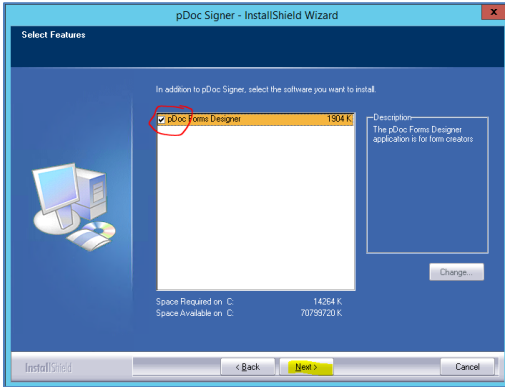 pDoc Signer - InstallShield Wizard
x
Select Features
In addition to pDoc Signer, select the software you want to install.
pDoc Forms Designer 1904 K
Description
The pDoc Forms Designer
application is for form creators
Change...
Space Required on C: 14264 K
Space Available on C: 70799720 K
InstallShield
< Back
Next >
Cancel